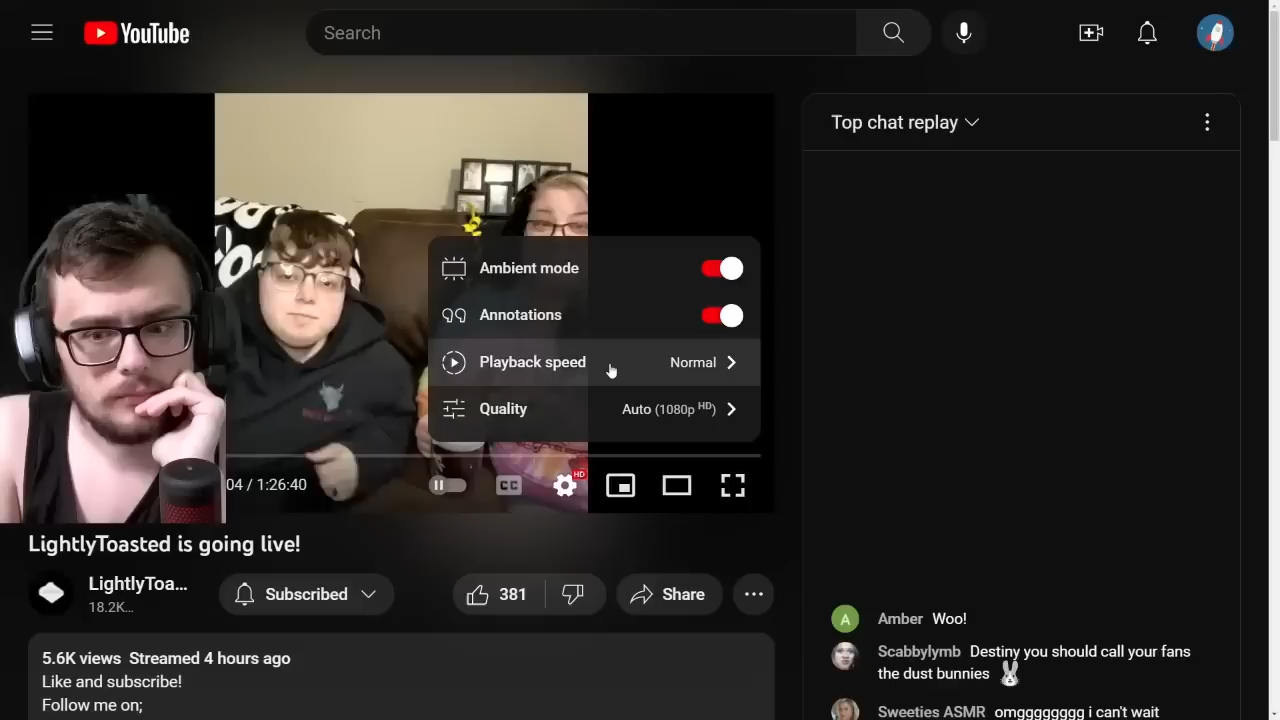 YouTube
Search
Top chat replay
Ambient mode
Annotations
Playback speed
Normal
Quality
Auto (1080p HD)
04 / 1:26:40
CC
HD
LightlyToasted is going live!
LightlyToa...
18.2K...
Subscribed
381
Share
5.6K views Streamed 4 hours ago
Like and subscribe!
Follow me on;
A
Amber Woo!
Scabbylymb Destiny you should call your fans
the dust bunnies
Sweeties ASMR omgggggggg i can't wait